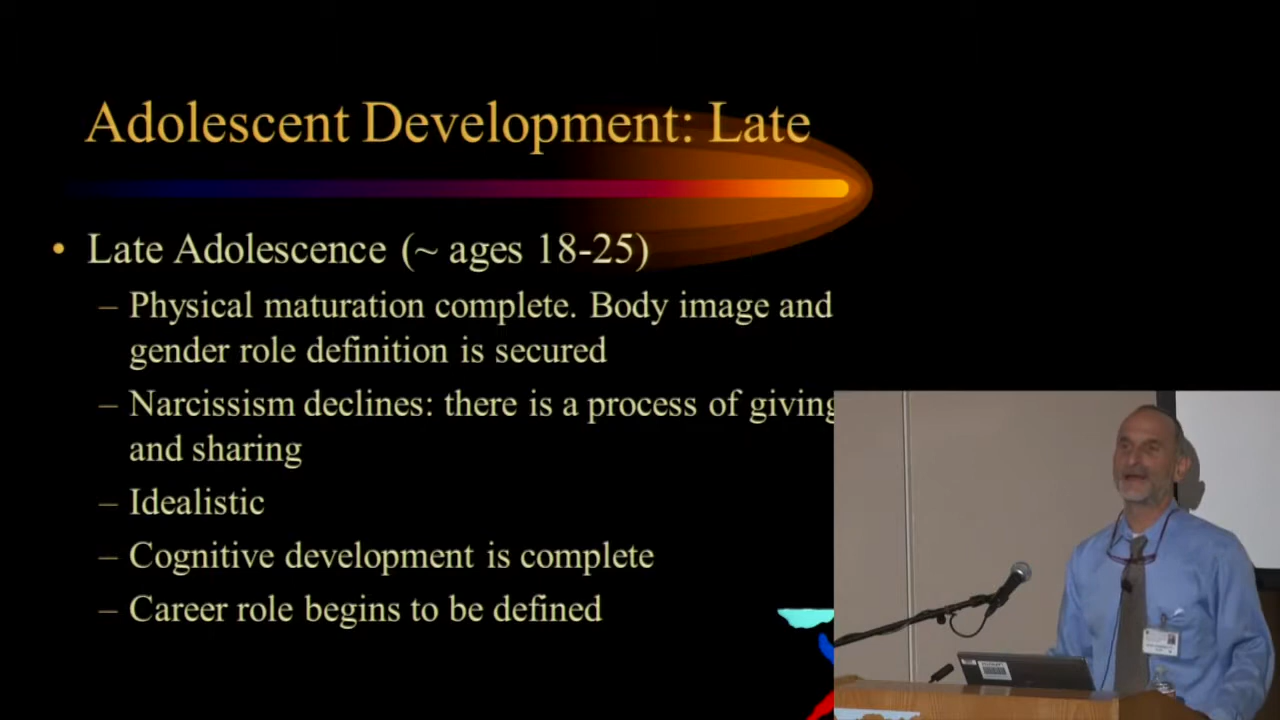 Adolescent Development: Late
• Late Adolescence (~ ages 18-25)
– Physical maturation complete. Body image and
gender role definition is secured
– Narcissism declines: there is a process of giving
and sharing
– Idealistic
– Cognitive development is complete
– Career role begins to be defined